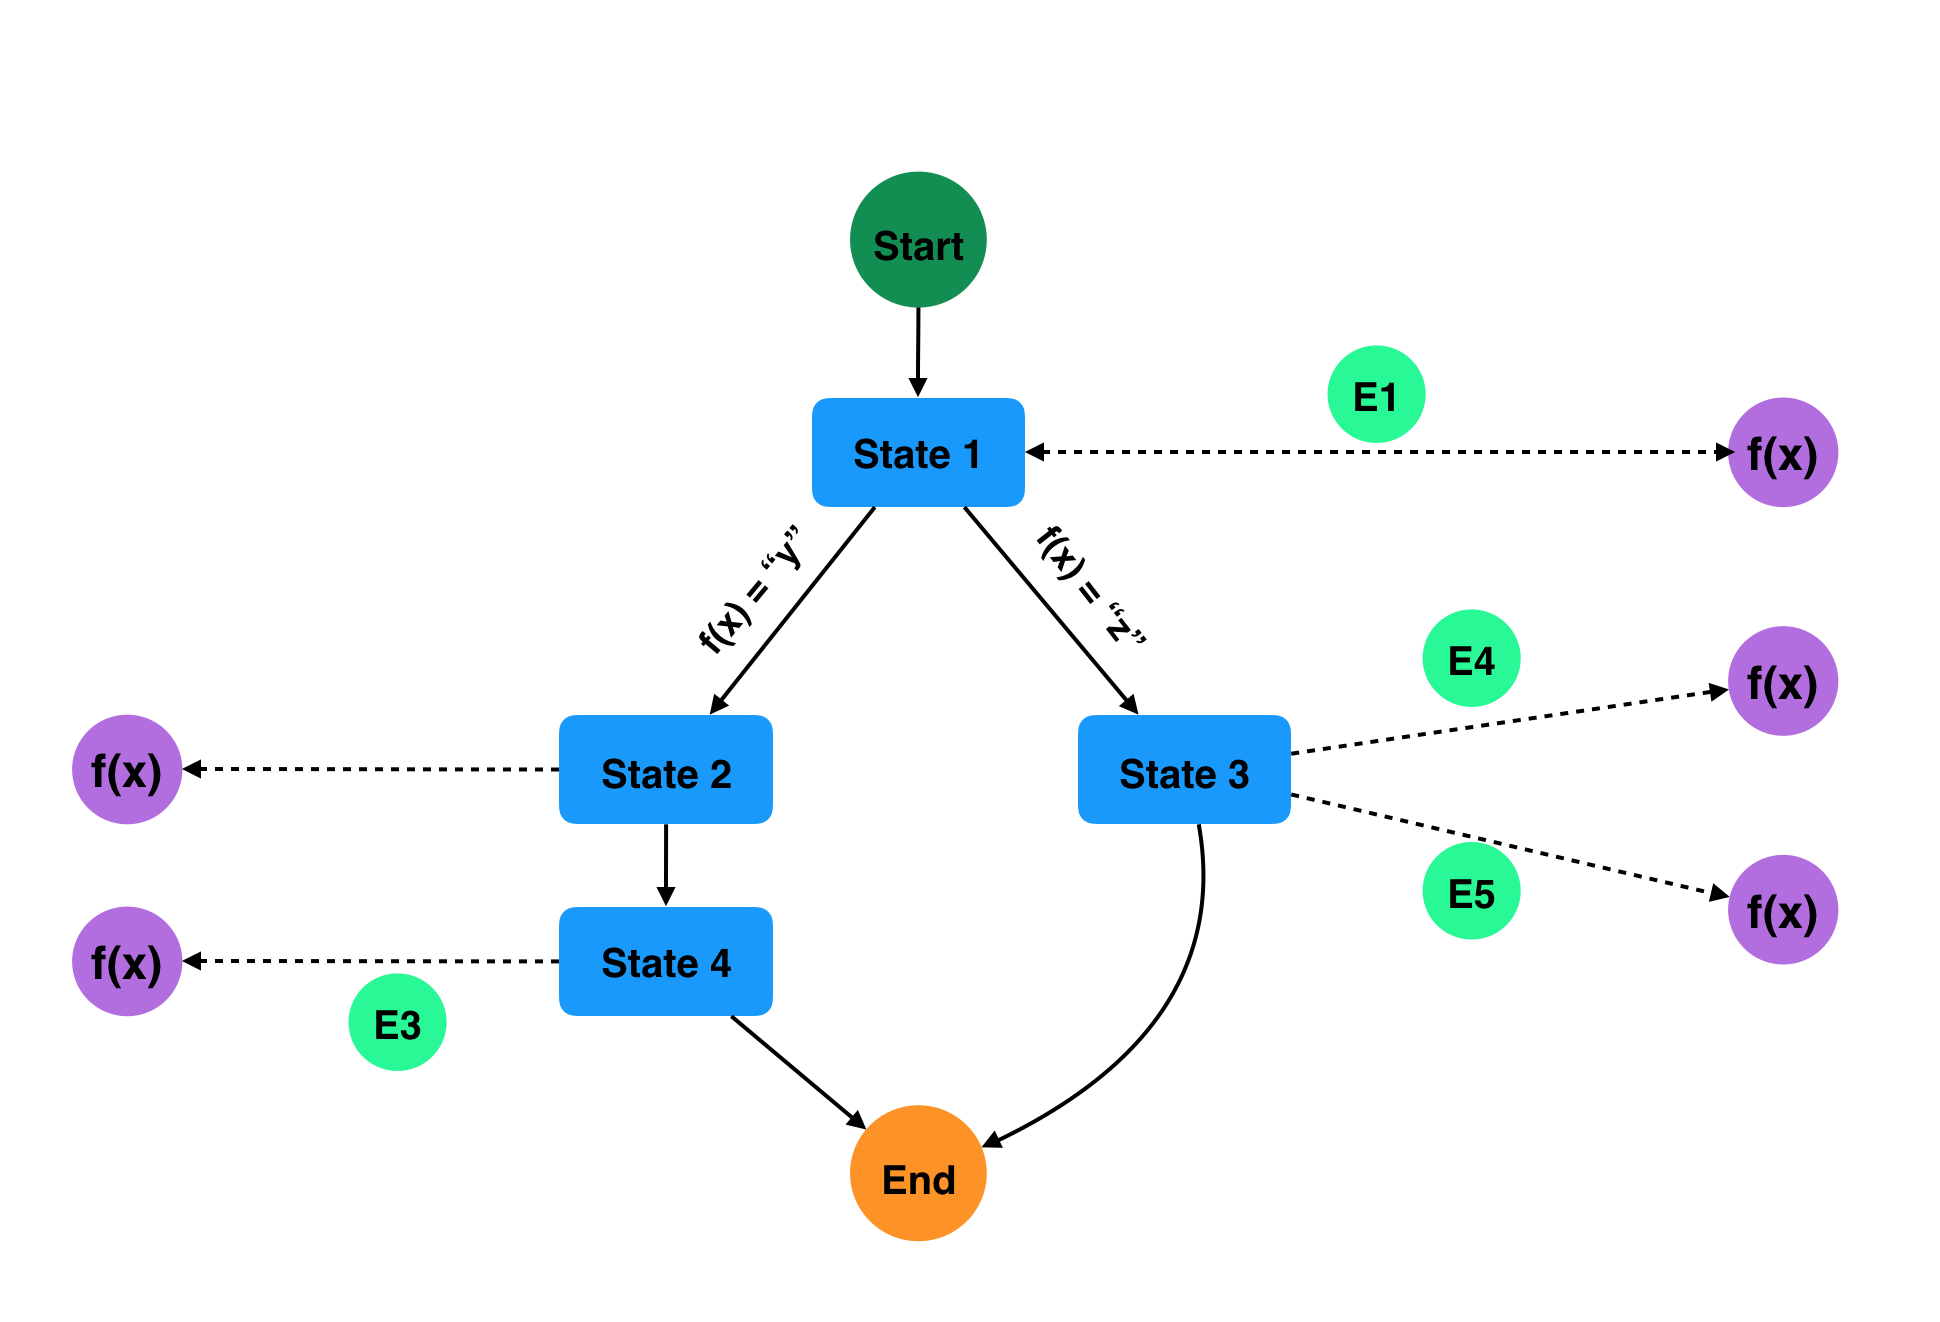 Start
E1
State 1
f(x)
f(x) = “y”
f(x) = “z”
E4
f(x)
f(x)
State 2
State 3
E5
f(x)
f(x)
State 4
E3
End